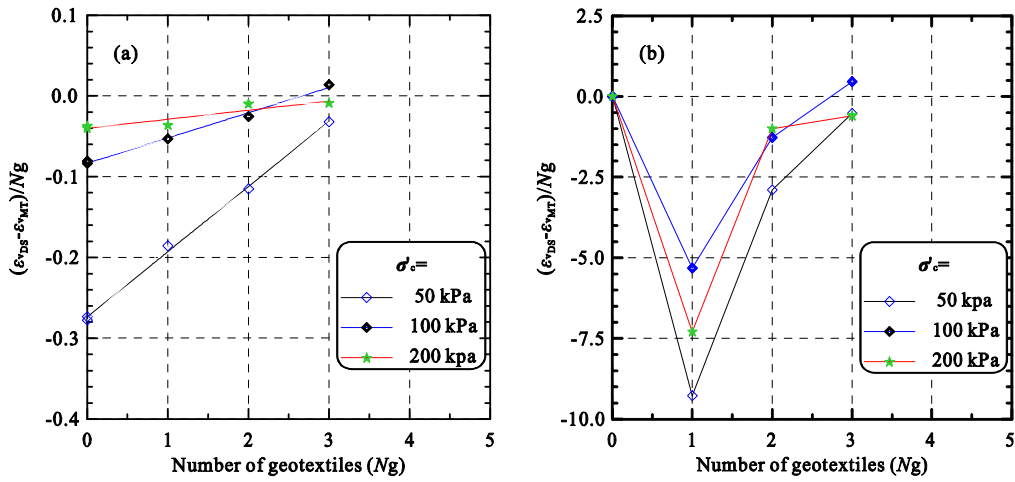 (a)
0.1
0.0
-0.1
-0.2
-0.3
-0.4
(εvDS-εvMT)/Ng
0 1 2 3 4 5
Number of geotextiles (Ng)
σ'c=
50 kPa
100 kPa
200 kpa
(b)
2.5
0.0
-2.5
-5.0
-7.5
-10.0
(εvDS-εvMT)/Ng
0 1 2 3 4 5
Number of geotextiles (Ng)
σ'c=
50 kpa
100 kPa
200 kPa